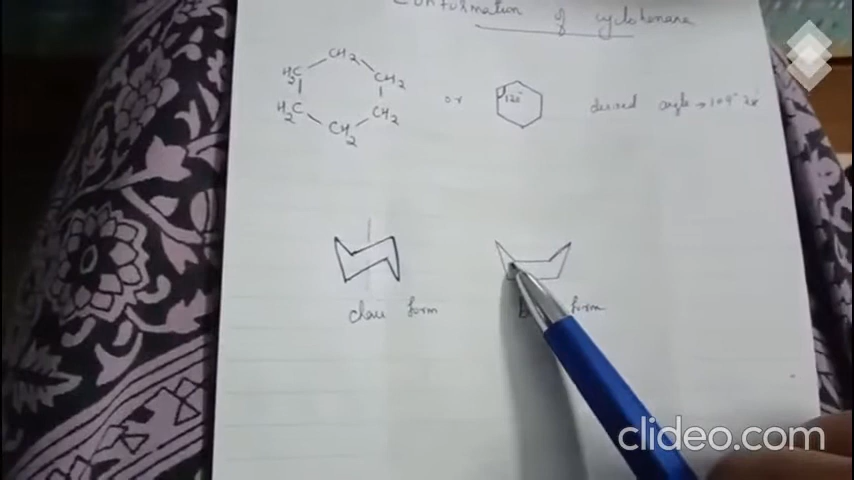 Conformation of cyclohexane
CH2
H2C CH2
H2C CH2
CH2
or
120°
desired angle → 109° 28'
chair form
form
clideo.com